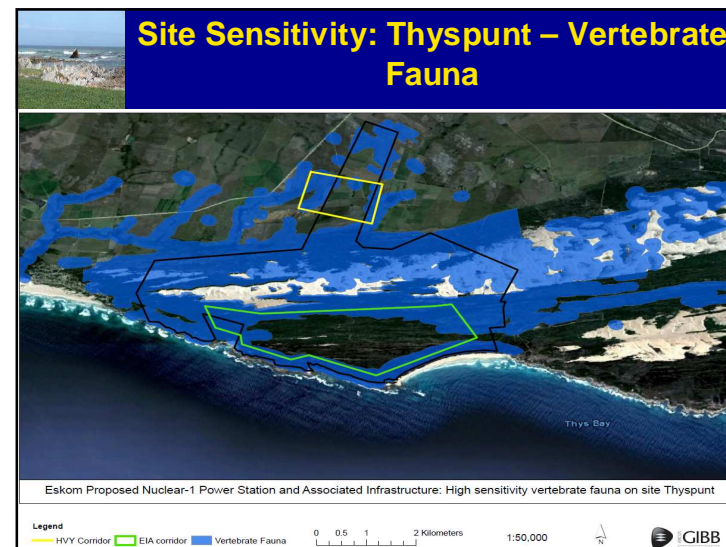 Site Sensitivity: Thyspunt – Vertebrate
Fauna
Thys Bay
Eskom Proposed Nuclear-1 Power Station and Associated Infrastructure: High sensitivity vertebrate fauna on site Thyspunt
Legend
HVY Corridor EIA corridor Vertebrate Fauna
0 0.5 1 2 Kilometers
1:50,000
N
GIBB